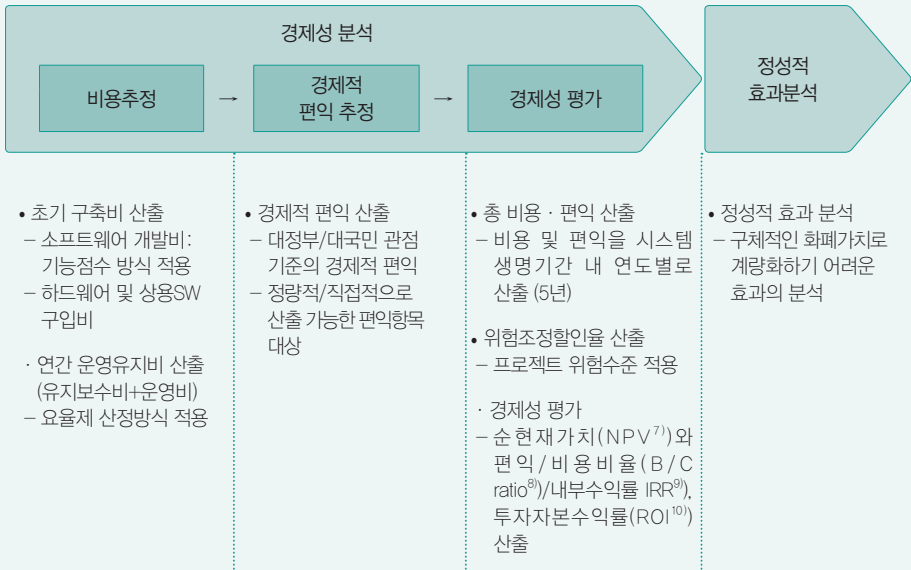 경제성 분석
비용추정
→
경제적
편익 추정
→
경제성 평가
정성적
효과분석
• 초기 구축비 산출
– 소프트웨어 개발비:
기능점수 방식 적용
– 하드웨어 및 상용SW
구입비
· 연간 운영유지비 산출
(유지보수비+운영비)
– 요율제 산정방식 적용
• 경제적 편익 산출
– 대정부/대국민 관점
기준의 경제적 편익
– 정량적/직접적으로
산출 가능한 편익항목
대상
• 총 비용 · 편익 산출
– 비용 및 편익을 시스템
생명기간 내 연도별로
산출 (5년)
• 위험조정할인율 산출
– 프로젝트 위험수준 적용
· 경제성 평가
– 순현재가치(NPV7))와
편익/비용비율(B/C
ratio8))/내부수익률 IRR9)),
투자자본수익률(ROI10))
산출
• 정성적 효과 분석
– 구체적인 화폐가치로
계량화하기 어려운
효과의 분석